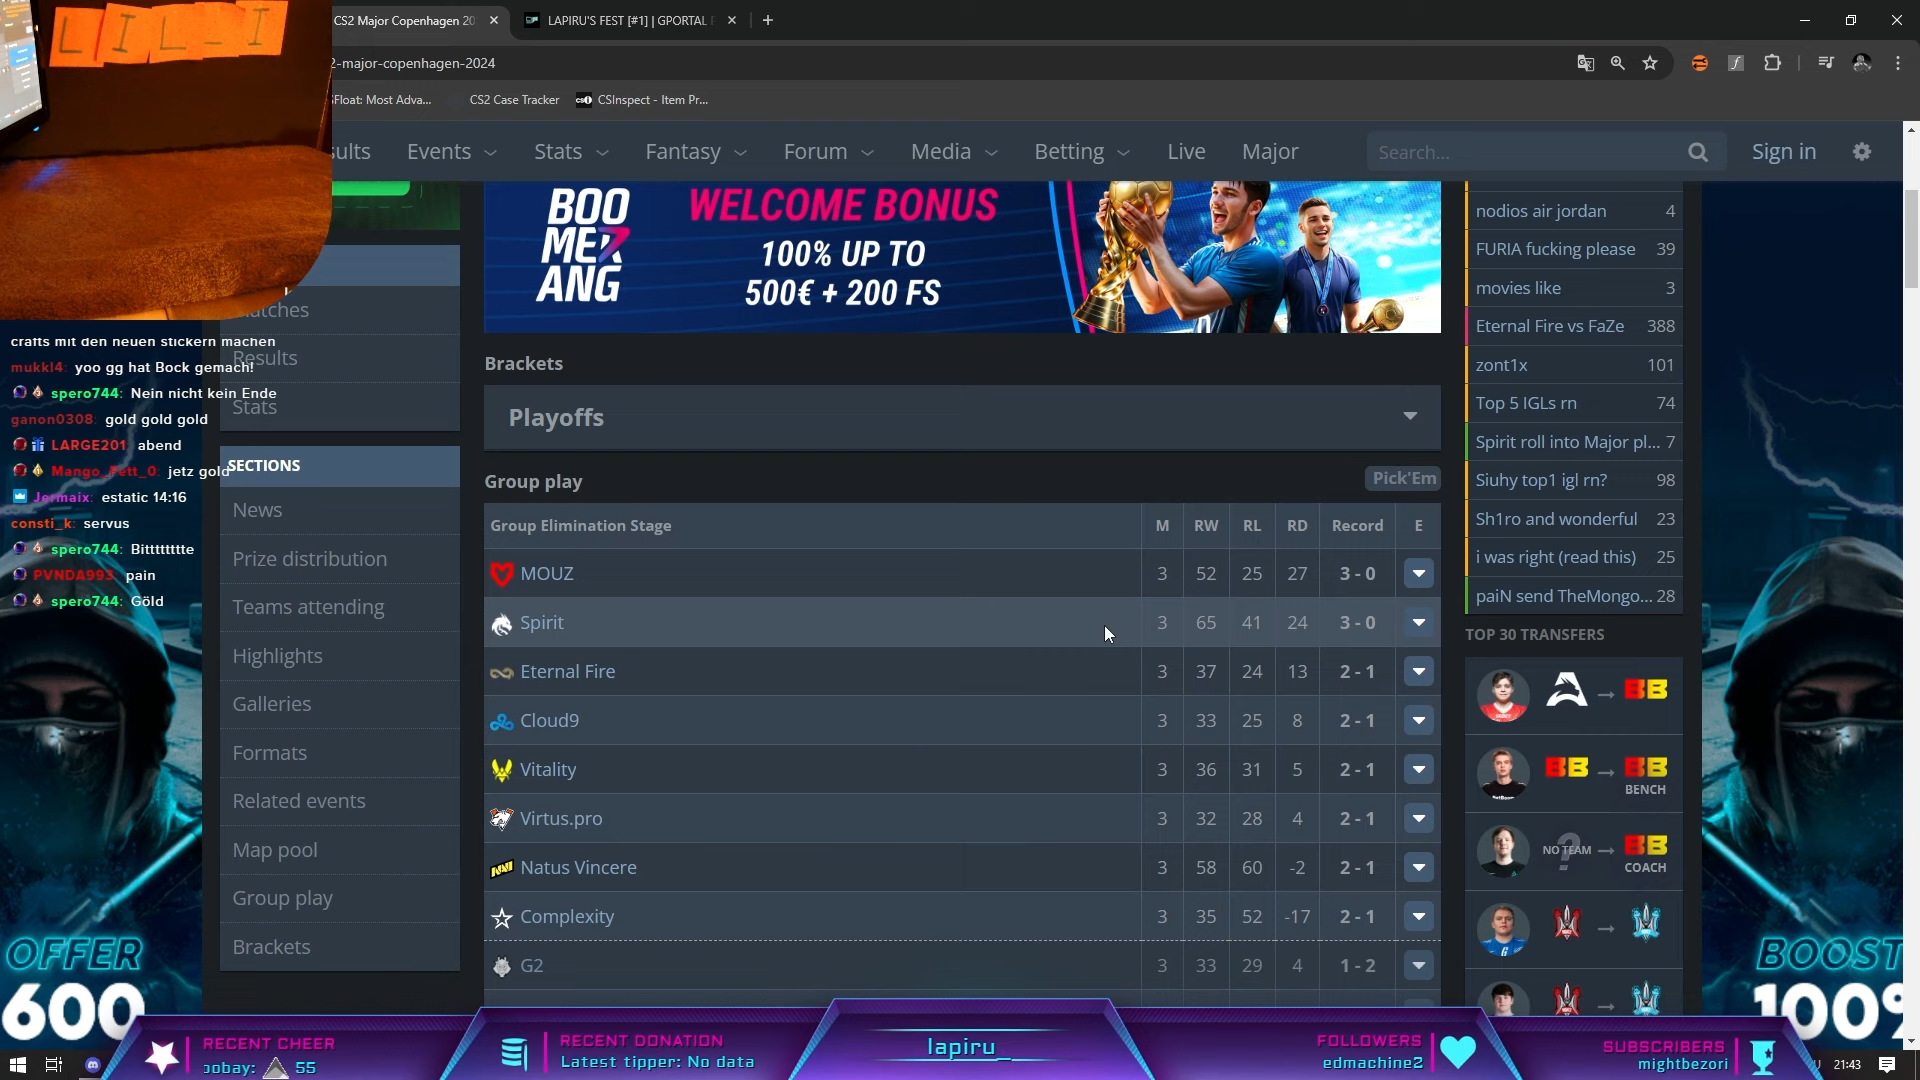 LILLI
CS2 Major Copenhagen 20
LAPIRU'S FEST [#1] | GPORTAL
2-major-copenhagen-2024
SFloat: Most Adva...
CS2 Case Tracker
CSInspect - Item Pr...
sults
Events
Stats
Fantasy
Forum
Media
Betting
Live
Major
Search...
Sign in
BOO
MER
ANG
WELCOME BONUS
100% UP TO
500€ + 200 FS
atches
Results
Stats
crafts mit den neuen stickern machen
mukkl4: yoo gg hat Bock gemach!
spero744: Nein nicht kein Ende
ganon0308: gold gold gold
LARGE201: abend
Mango_Fett_0: jetz gold
Jermaix: estatic 14:16
consti_k: servus
spero744: Bitttttttte
PVNDA993: pain
spero744: Göld
SECTIONS
News
Prize distribution
Teams attending
Highlights
Galleries
Formats
Related events
Map pool
Group play
Brackets
Brackets
Playoffs
Group play
Pick'Em
Group Elimination Stage M RW RL RD Record E
MOUZ 3 52 25 27 3 - 0
Spirit 3 65 41 24 3 - 0
Eternal Fire 3 37 24 13 2 - 1
Cloud9 3 33 25 8 2 - 1
Vitality 3 36 31 5 2 - 1
Virtus.pro 3 32 28 4 2 - 1
Natus Vincere 3 58 60 -2 2 - 1
Complexity 3 35 52 -17 2 - 1
G2 3 33 29 4 1 - 2
nodios air jordan 4
FURIA fucking please 39
movies like 3
Eternal Fire vs FaZe 388
zont1x 101
Top 5 IGLs rn 74
Spirit roll into Major pl... 7
Siuhy top1 igl rn? 98
Sh1ro and wonderful 23
i was right (read this) 25
paiN send TheMongo... 28
TOP 30 TRANSFERS
BB
BB
BB
BENCH
NO TEAM
BB
COACH
OFFER
600
BOOST
100%
RECENT CHEER
oobay: 55
RECENT DONATION
Latest tipper: No data
lapiru_
FOLLOWERS
edmachine2
SUBSCRIBERS
mightbezori
21:43